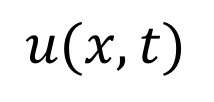 u(x, t)